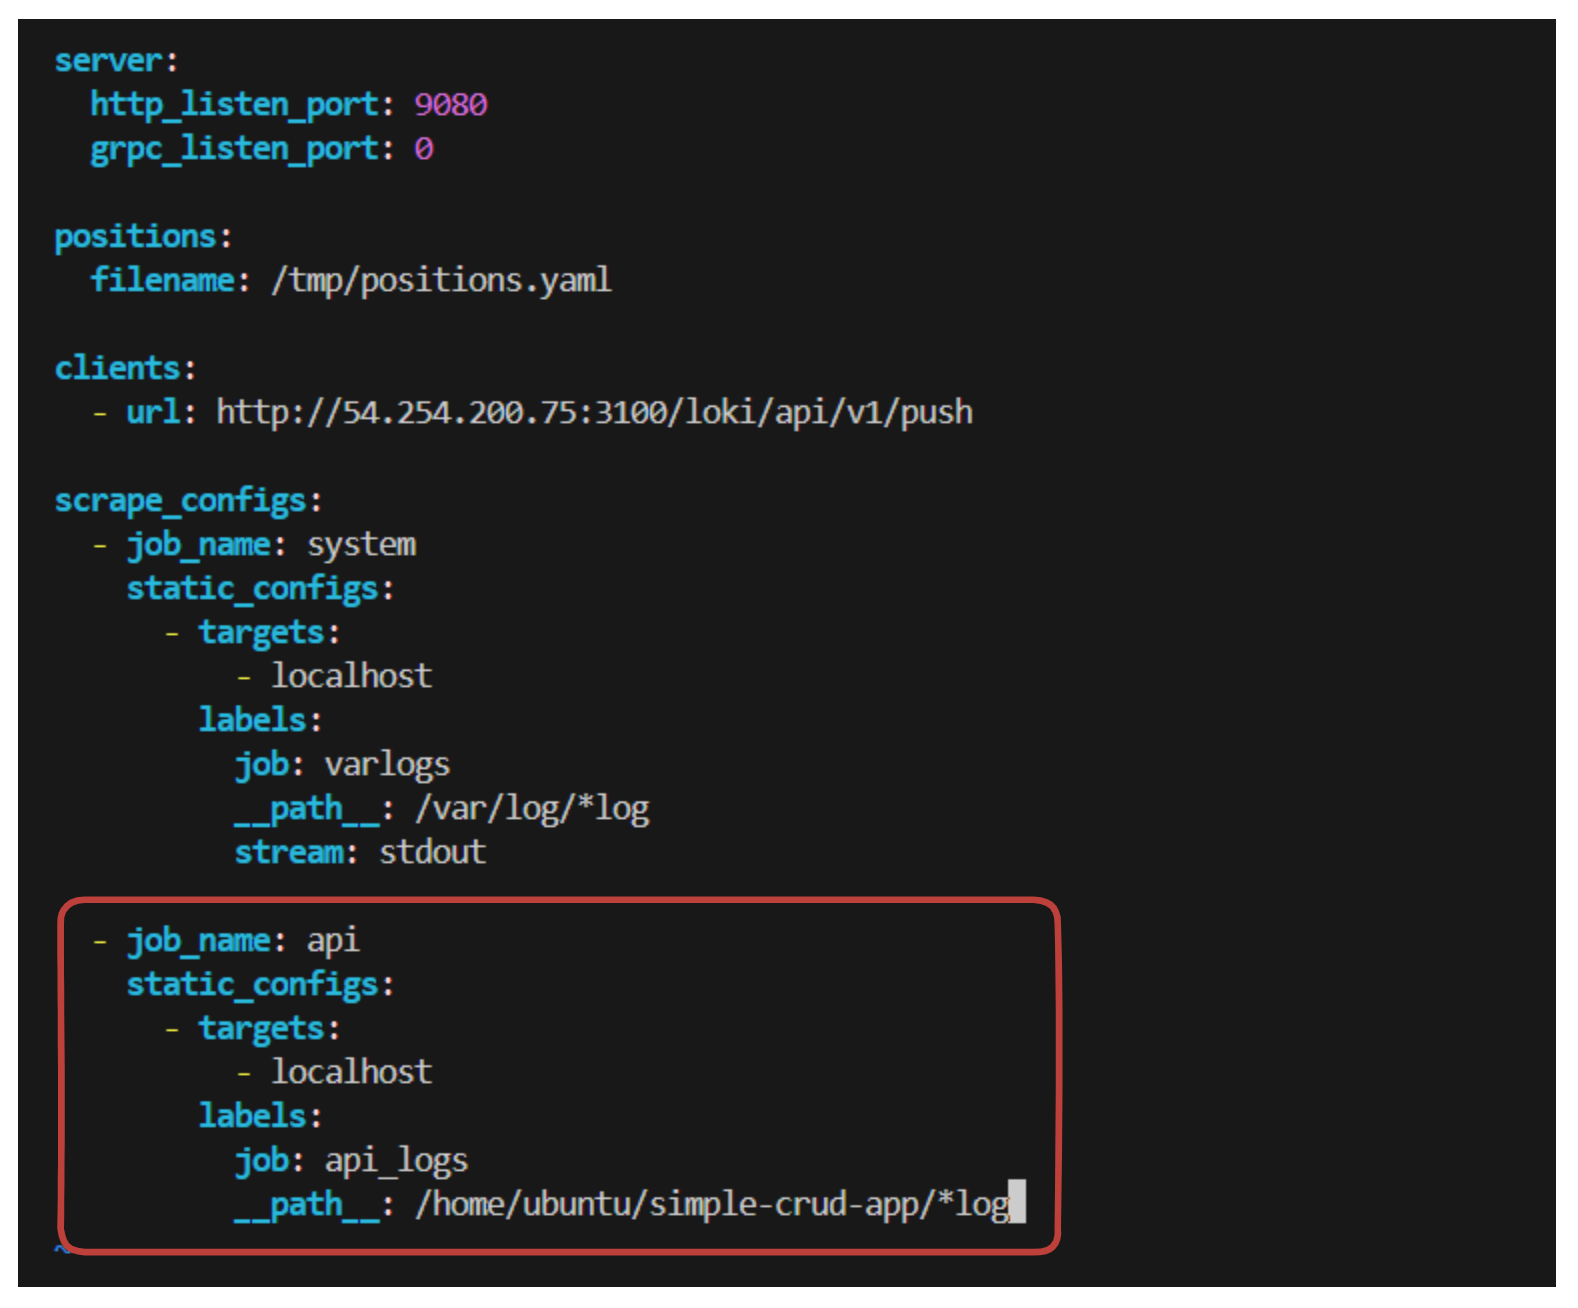 server:
  http_listen_port: 9080
  grpc_listen_port: 0

positions:
  filename: /tmp/positions.yaml

clients:
  - url: http://54.254.200.75:3100/loki/api/v1/push

scrape_configs:
  - job_name: system
    static_configs:
      - targets:
          - localhost
        labels:
          job: varlogs
          __path__: /var/log/*log
          stream: stdout

  - job_name: api
    static_configs:
      - targets:
          - localhost
        labels:
          job: api_logs
          __path__: /home/ubuntu/simple-crud-app/*log
~